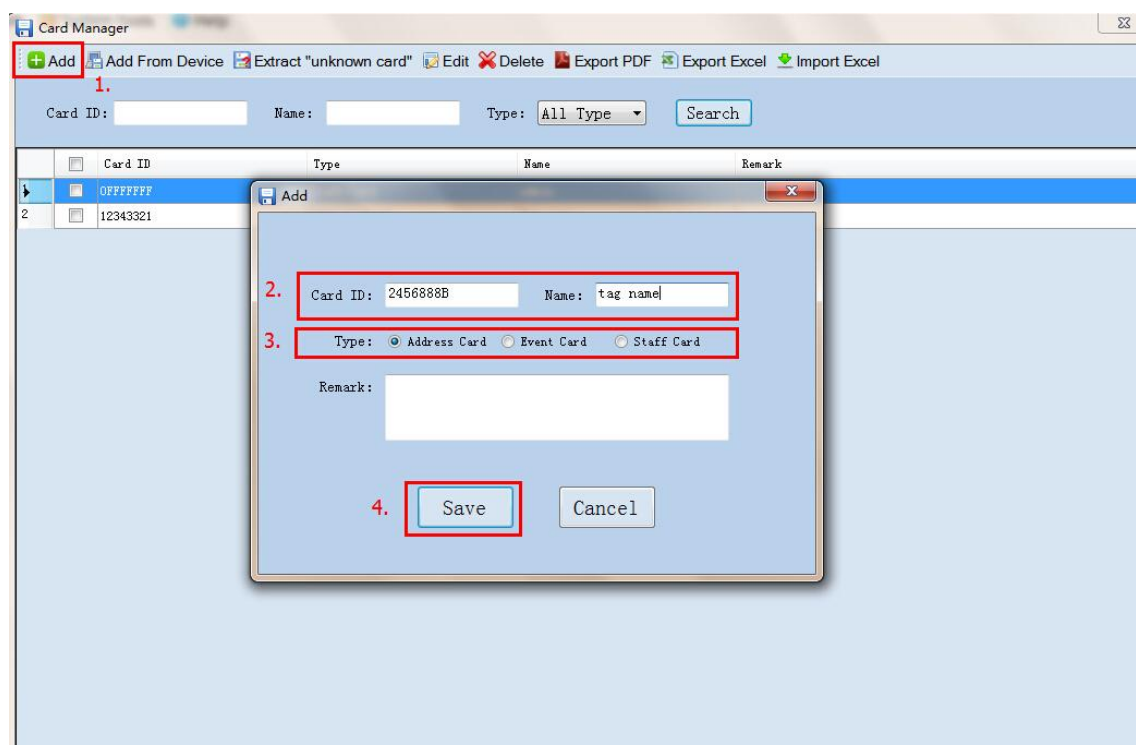 Card Manager
Add Add From Device Extract "unknown card" Edit Delete Export PDF Export Excel Import Excel
1.
Card ID: Name: Type: All Type Search
Card ID Type Name Remark
1 0FFFFFFF
2 12343321
Add
2. Card ID: 2456888B Name: tag name
3. Type: Address Card Event Card Staff Card
Remark:
4. Save Cancel